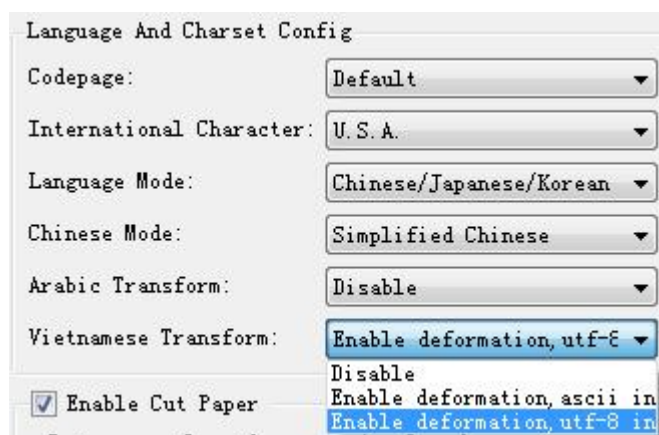 Language And Charset Config
Codepage: Default
International Character: U.S.A.
Language Mode: Chinese/Japanese/Korean
Chinese Mode: Simplified Chinese
Arabic Transform: Disable
Vietnamese Transform: Enable deformation, utf-8
Disable
Enable deformation, ascii in
Enable Cut Paper
Enable deformation, utf-8 in